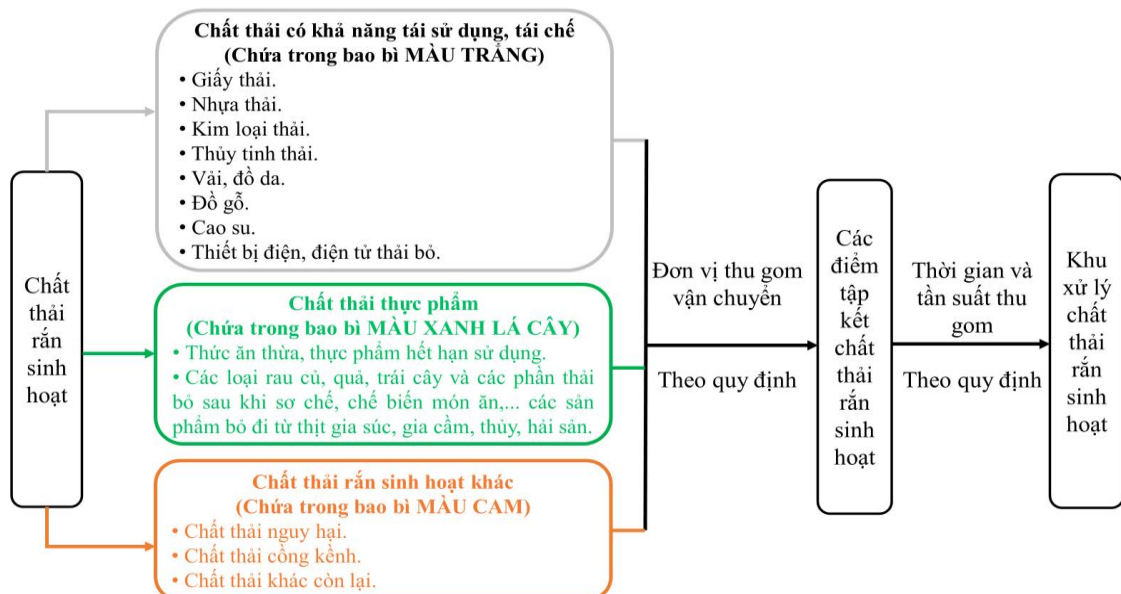 Chất
thải
rắn
sinh
hoạt
Chất thải có khả năng tái sử dụng, tái chế
(Chứa trong bao bì MÀU TRẮNG)
• Giấy thải.
• Nhựa thải.
• Kim loại thải.
• Thủy tinh thải.
• Vải, đồ da.
• Đồ gỗ.
• Cao su.
• Thiết bị điện, điện tử thải bỏ.
Chất thải thực phẩm
(Chứa trong bao bì MÀU XANH LÁ CÂY)
• Thức ăn thừa, thực phẩm hết hạn sử dụng.
• Các loại rau củ, quả, trái cây và các phần thải
bỏ sau khi sơ chế, chế biến món ăn,... các sản
phẩm bỏ đi từ thịt gia súc, gia cầm, thủy, hải sản.
Chất thải rắn sinh hoạt khác
(Chứa trong bao bì MÀU CAM)
• Chất thải nguy hại.
• Chất thải cồng kềnh.
• Chất thải khác còn lại.
Đơn vị thu gom
vận chuyển
Theo quy định
Các
điểm
tập
kết
chất
thải
rắn
sinh
hoạt
Thời gian và
tần suất thu
gom
Theo quy định
Khu
xử lý
chất
thải
rắn
sinh
hoạt